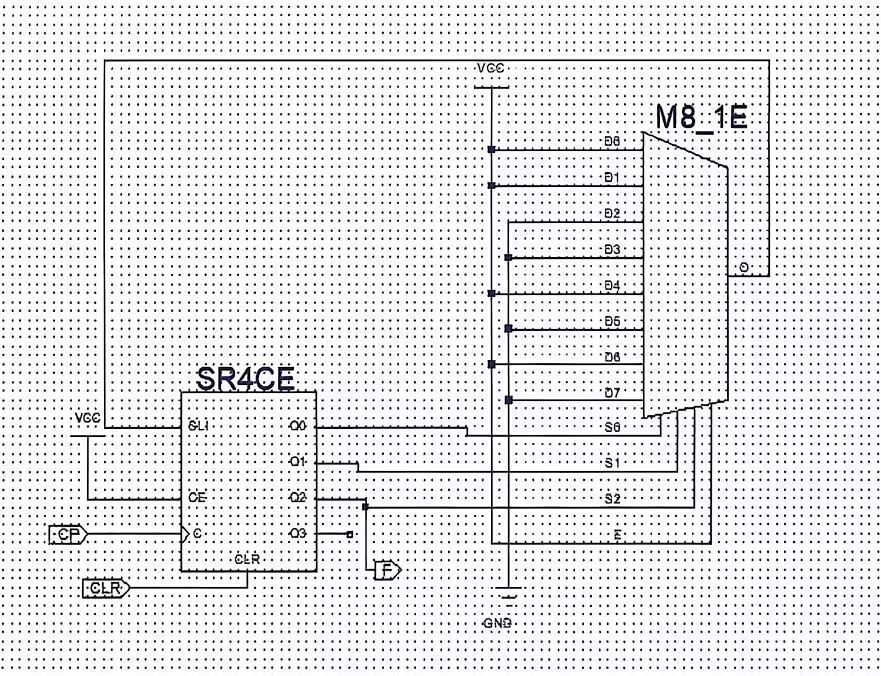 VCC
M8_1E
D0
D1
D2
D3
O
D4
D5
D6
D7
SR4CE
VCC
SLI
Q0
S0
Q1
S1
CE
Q2
S2
CP
C
Q3
E
CLR
F
CLR
GND